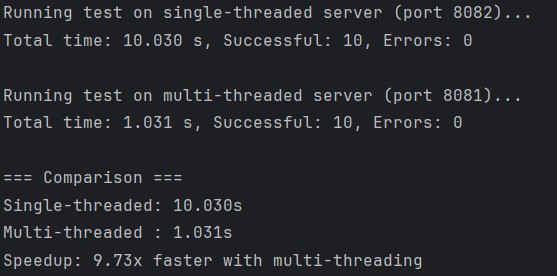 Running test on single-threaded server (port 8082)...
Total time: 10.030 s, Successful: 10, Errors: 0
Running test on multi-threaded server (port 8081)...
Total time: 1.031 s, Successful: 10, Errors: 0
=== Comparison ===
Single-threaded: 10.030s
Multi-threaded : 1.031s
Speedup: 9.73x faster with multi-threading